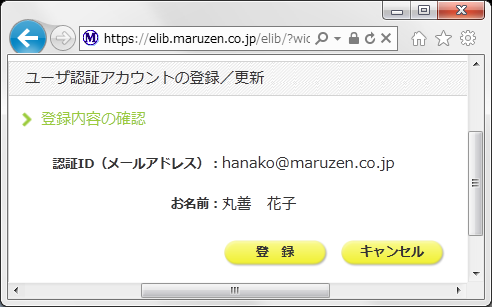 https://elib.maruzen.co.jp/elib/?wic
ユーザ認証アカウントの登録／更新
登録内容の確認
認証ID（メールアドレス）：hanako@maruzen.co.jp
お名前：丸善　花子
登　録　キャンセル